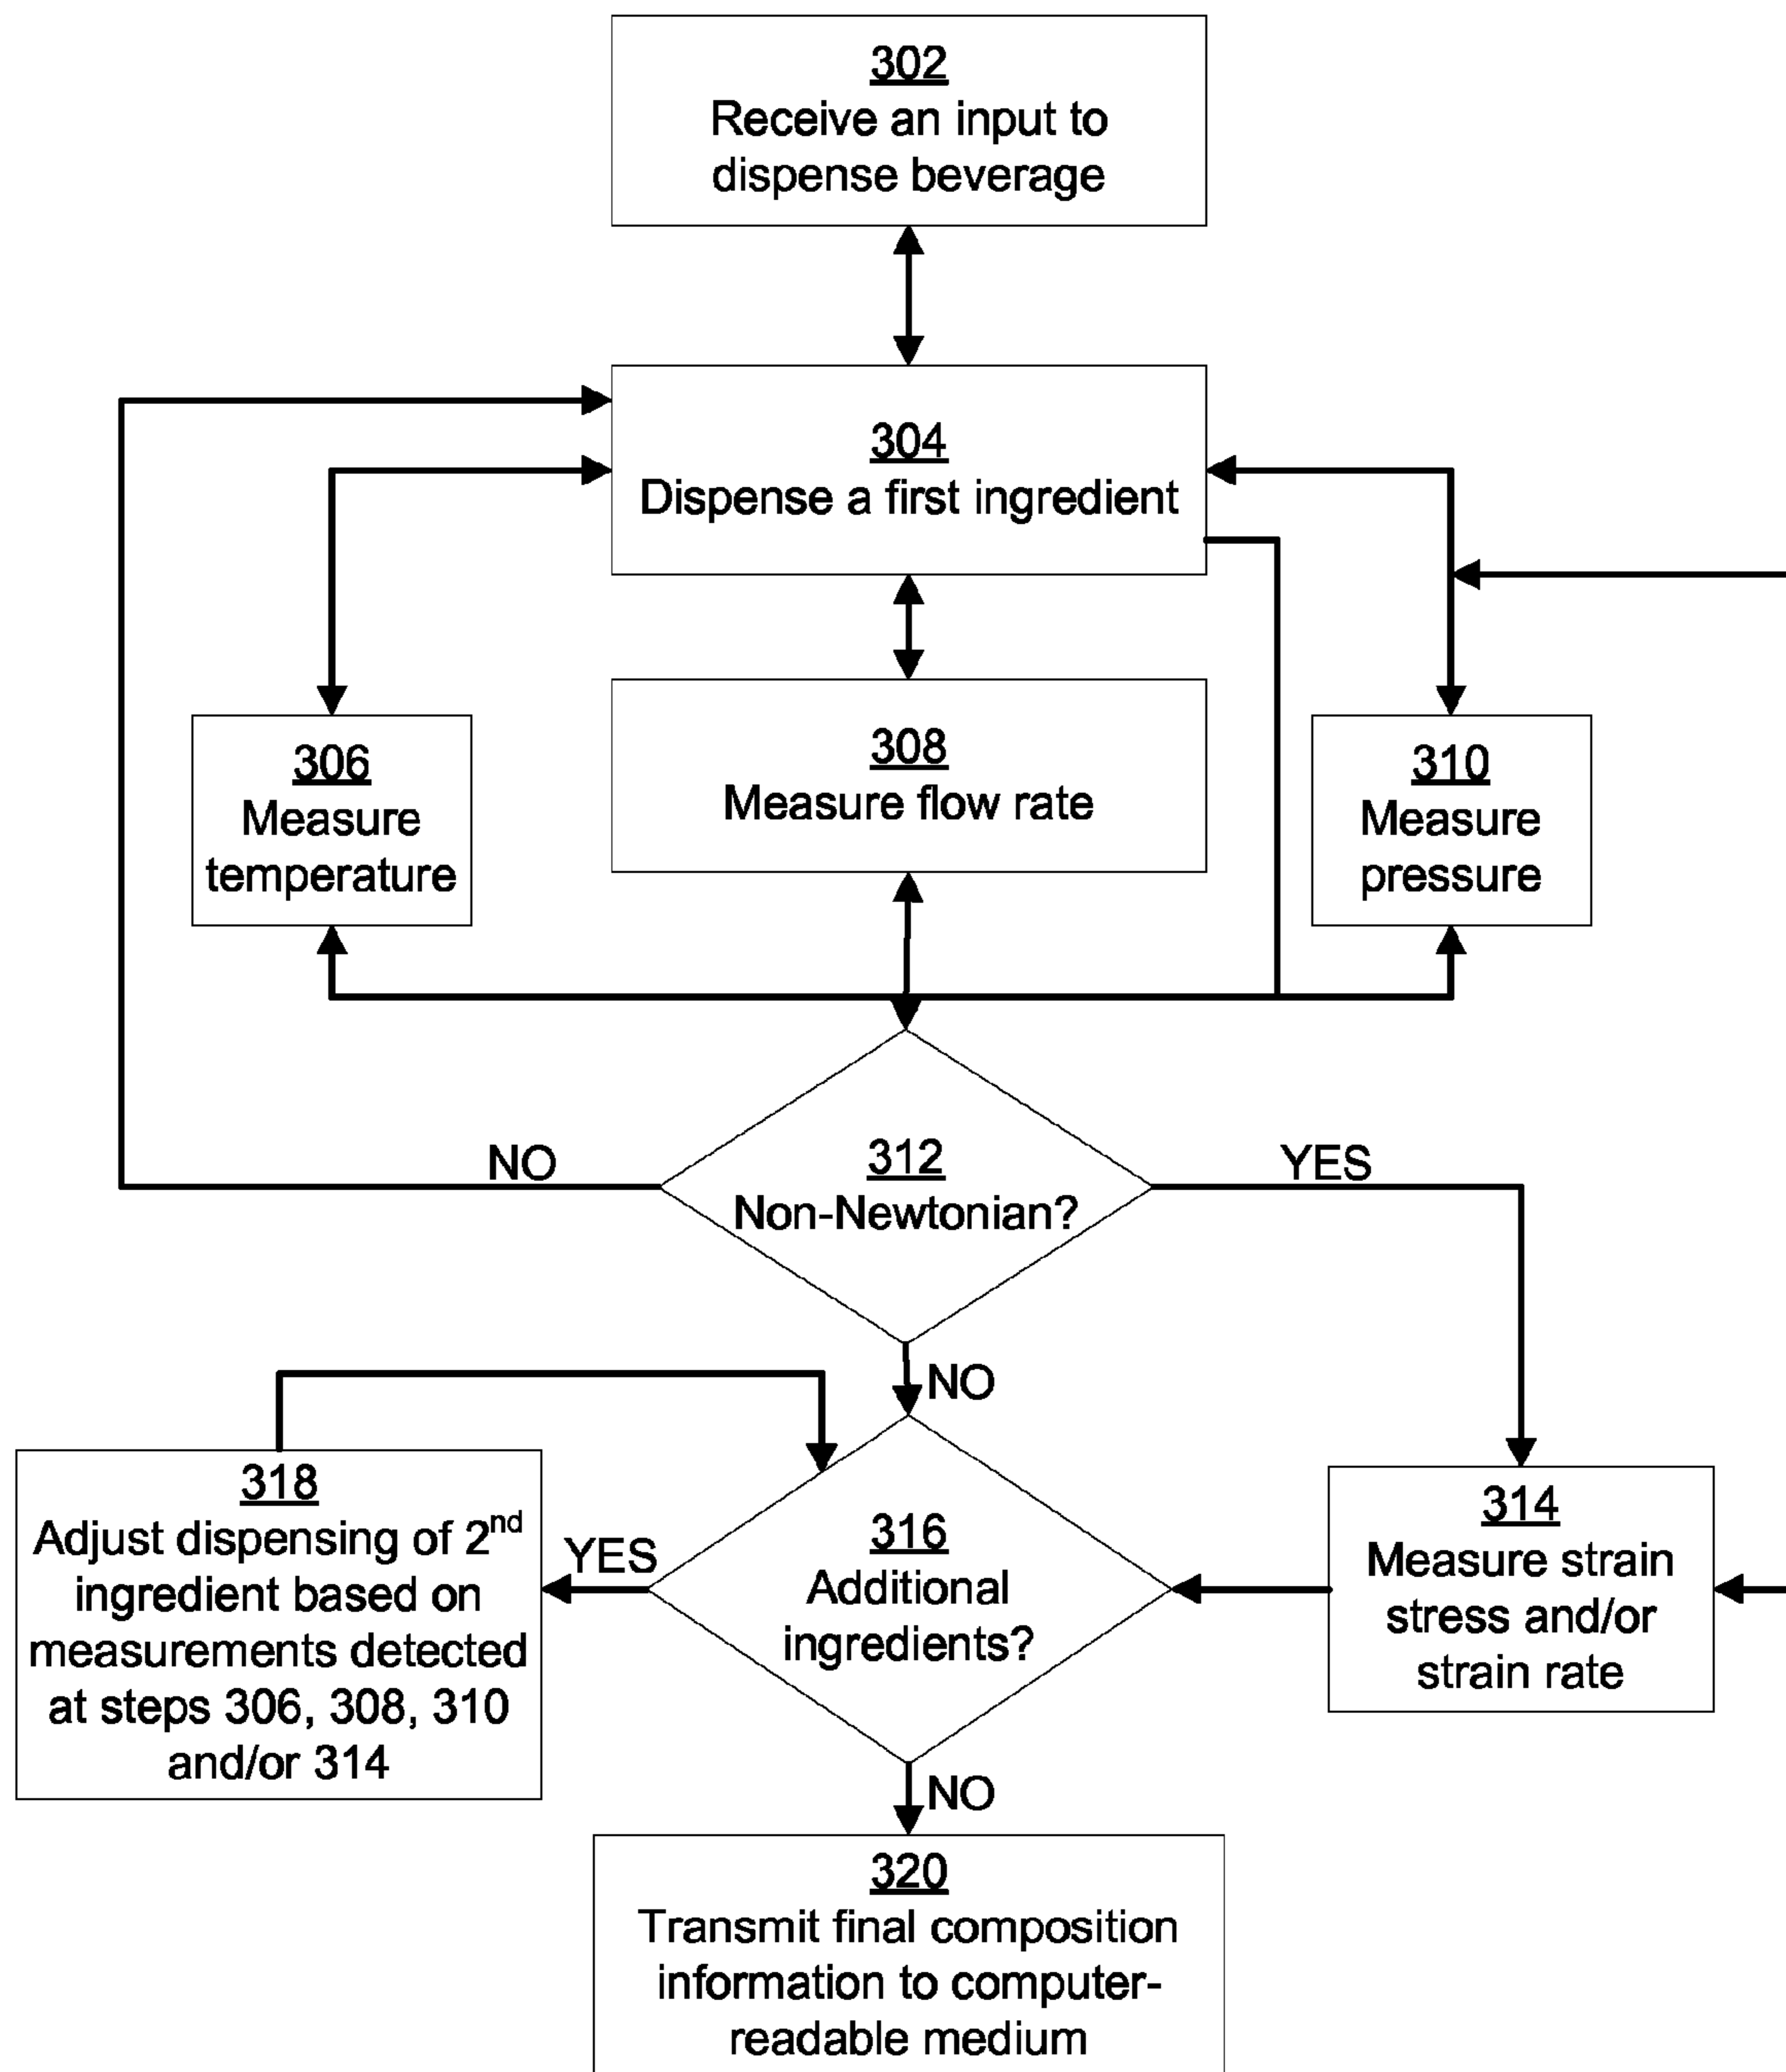 302
Receive an input to
dispense beverage
304
Dispense a first ingredient
306
Measure
temperature
308
Measure flow rate
310
Measure
pressure
312
Non-Newtonian?
NO
YES
NO
314
Measure strain
stress and/or
strain rate
316
Additional
ingredients?
YES
318
Adjust dispensing of 2nd
ingredient based on
measurements detected
at steps 306, 308, 310
and/or 314
NO
320
Transmit final composition
information to computer-
readable medium